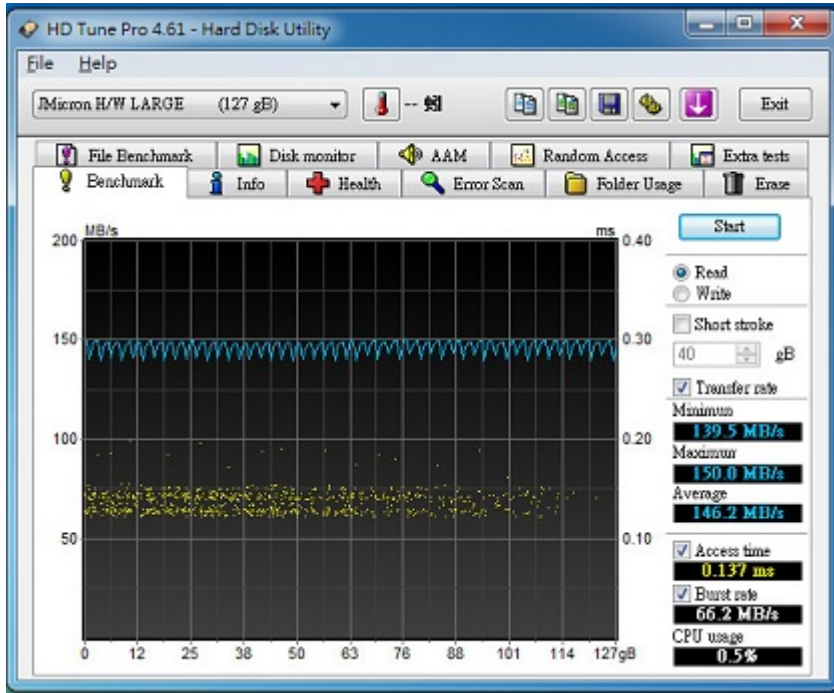 HD Tune Pro 4.61 - Hard Disk Utility
File Help
JMicron H/W LARGE (127 gB)
-- 蚓
Exit
File Benchmark Disk monitor AAM Random Access Extra tests
Benchmark Info Health Error Scan Folder Usage Erase
MB/s ms
200 0.40
150 0.30
100 0.20
50 0.10
0 12 25 38 50 63 76 88 101 114 127gB
Start
Read
Write
Short stroke
40 gB
Transfer rate
Minimun
139.5 MB/s
Maximum
150.0 MB/s
Average
146.2 MB/s
Access time
0.137 ms
Burst rate
66.2 MB/s
CPU usage
0.5%